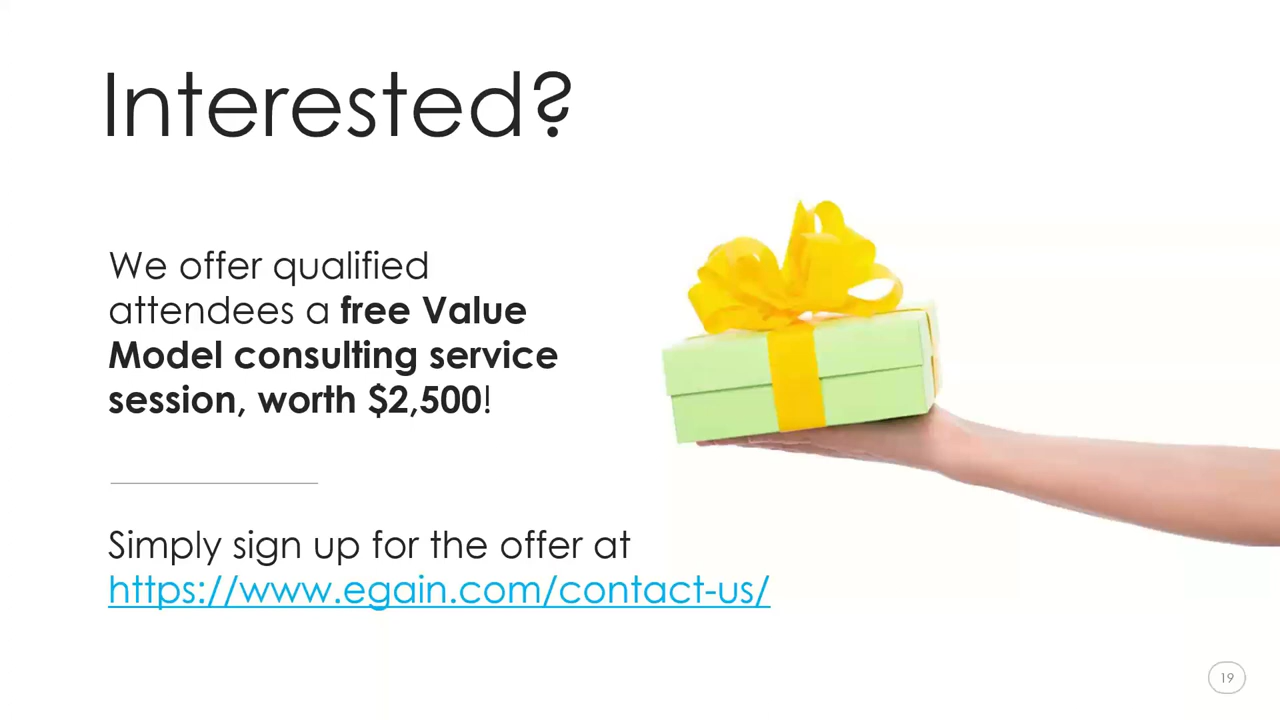 Interested?
We offer qualified
attendees a free Value
Model consulting service
session, worth $2,500!
Simply sign up for the offer at
https://www.egain.com/contact-us/
19